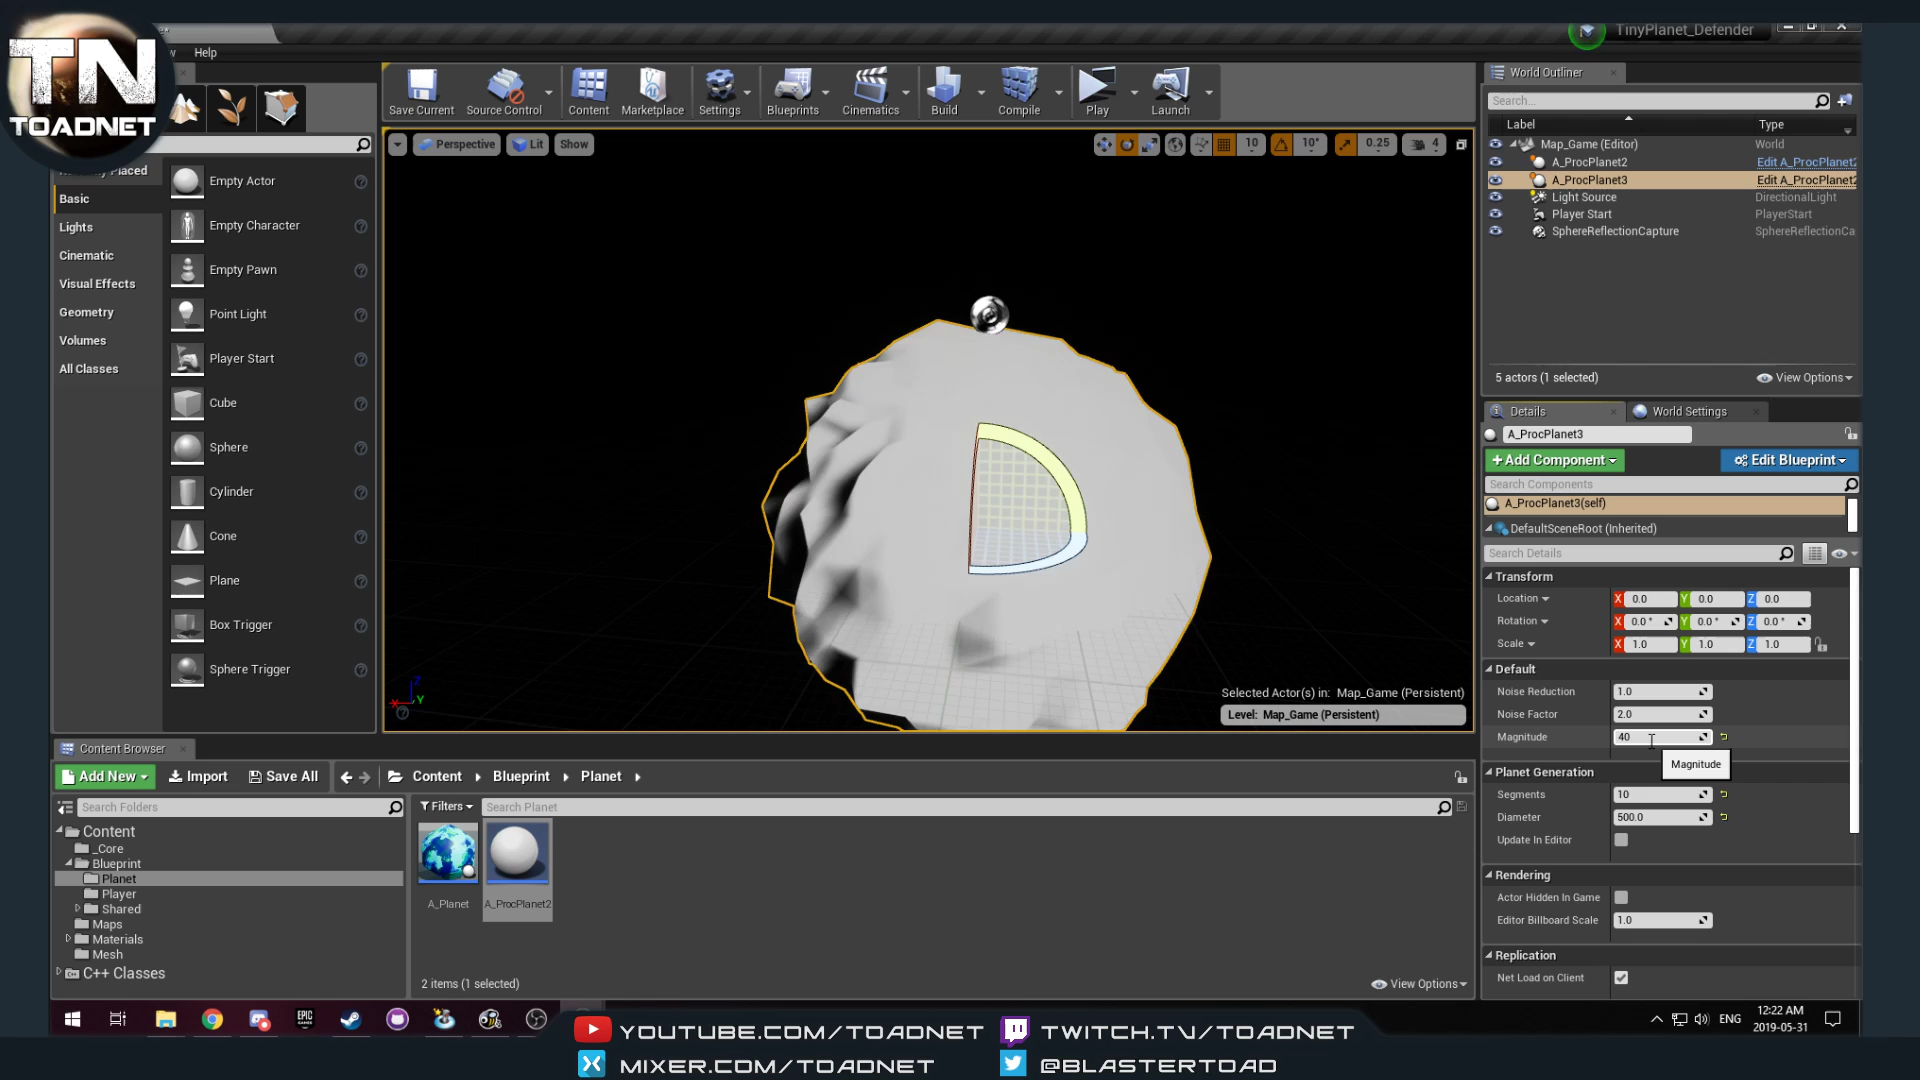 TN
TOADNET
Help
TinyPlanet_Defender
Save Current
Source Control
Content
Marketplace
Settings
Blueprints
Cinematics
Build
Compile
Play
Launch
Placed
Basic
Lights
Cinematic
Visual Effects
Geometry
Volumes
All Classes
Empty Actor
Empty Character
Empty Pawn
Point Light
Player Start
Cube
Sphere
Cylinder
Cone
Plane
Box Trigger
Sphere Trigger
Perspective
Lit
Show
10
10°
0.25
4
Z
X
Y
Selected Actor(s) in: Map_Game (Persistent)
Level: Map_Game (Persistent)
World Outliner
Search...
Label
Type
Map_Game (Editor)
World
A_ProcPlanet2
Edit A_ProcPlanet2
A_ProcPlanet3
Edit A_ProcPlanet2
Light Source
DirectionalLight
Player Start
PlayerStart
SphereReflectionCapture
SphereReflectionCa
5 actors (1 selected)
View Options
Details
World Settings
A_ProcPlanet3
+ Add Component
Edit Blueprint
Search Components
A_ProcPlanet3(self)
DefaultSceneRoot (Inherited)
Search Details
Transform
Location
X 0.0 Y 0.0 Z 0.0
Rotation
X 0.0 ° Y 0.0 ° Z 0.0 °
Scale
X 1.0 Y 1.0 Z 1.0
Default
Noise Reduction
1.0
Noise Factor
2.0
Magnitude
40
Magnitude
Planet Generation
Segments
10
Diameter
500.0
Update In Editor
Rendering
Actor Hidden In Game
Editor Billboard Scale
1.0
Replication
Net Load on Client
Content Browser
Add New
Import
Save All
Content
Blueprint
Planet
Search Folders
Filters
Search Planet
Content
_Core
Blueprint
Planet
Player
Shared
Maps
Materials
Mesh
C++ Classes
A_Planet
A_ProcPlanet2
2 items (1 selected)
View Options
EPIC
GAMES
ENG
12:22 AM
2019-05-31
YOUTUBE.COM/TOADNET
TWITCH.TV/TOADNET
MIXER.COM/TOADNET
@BLASTERTOAD